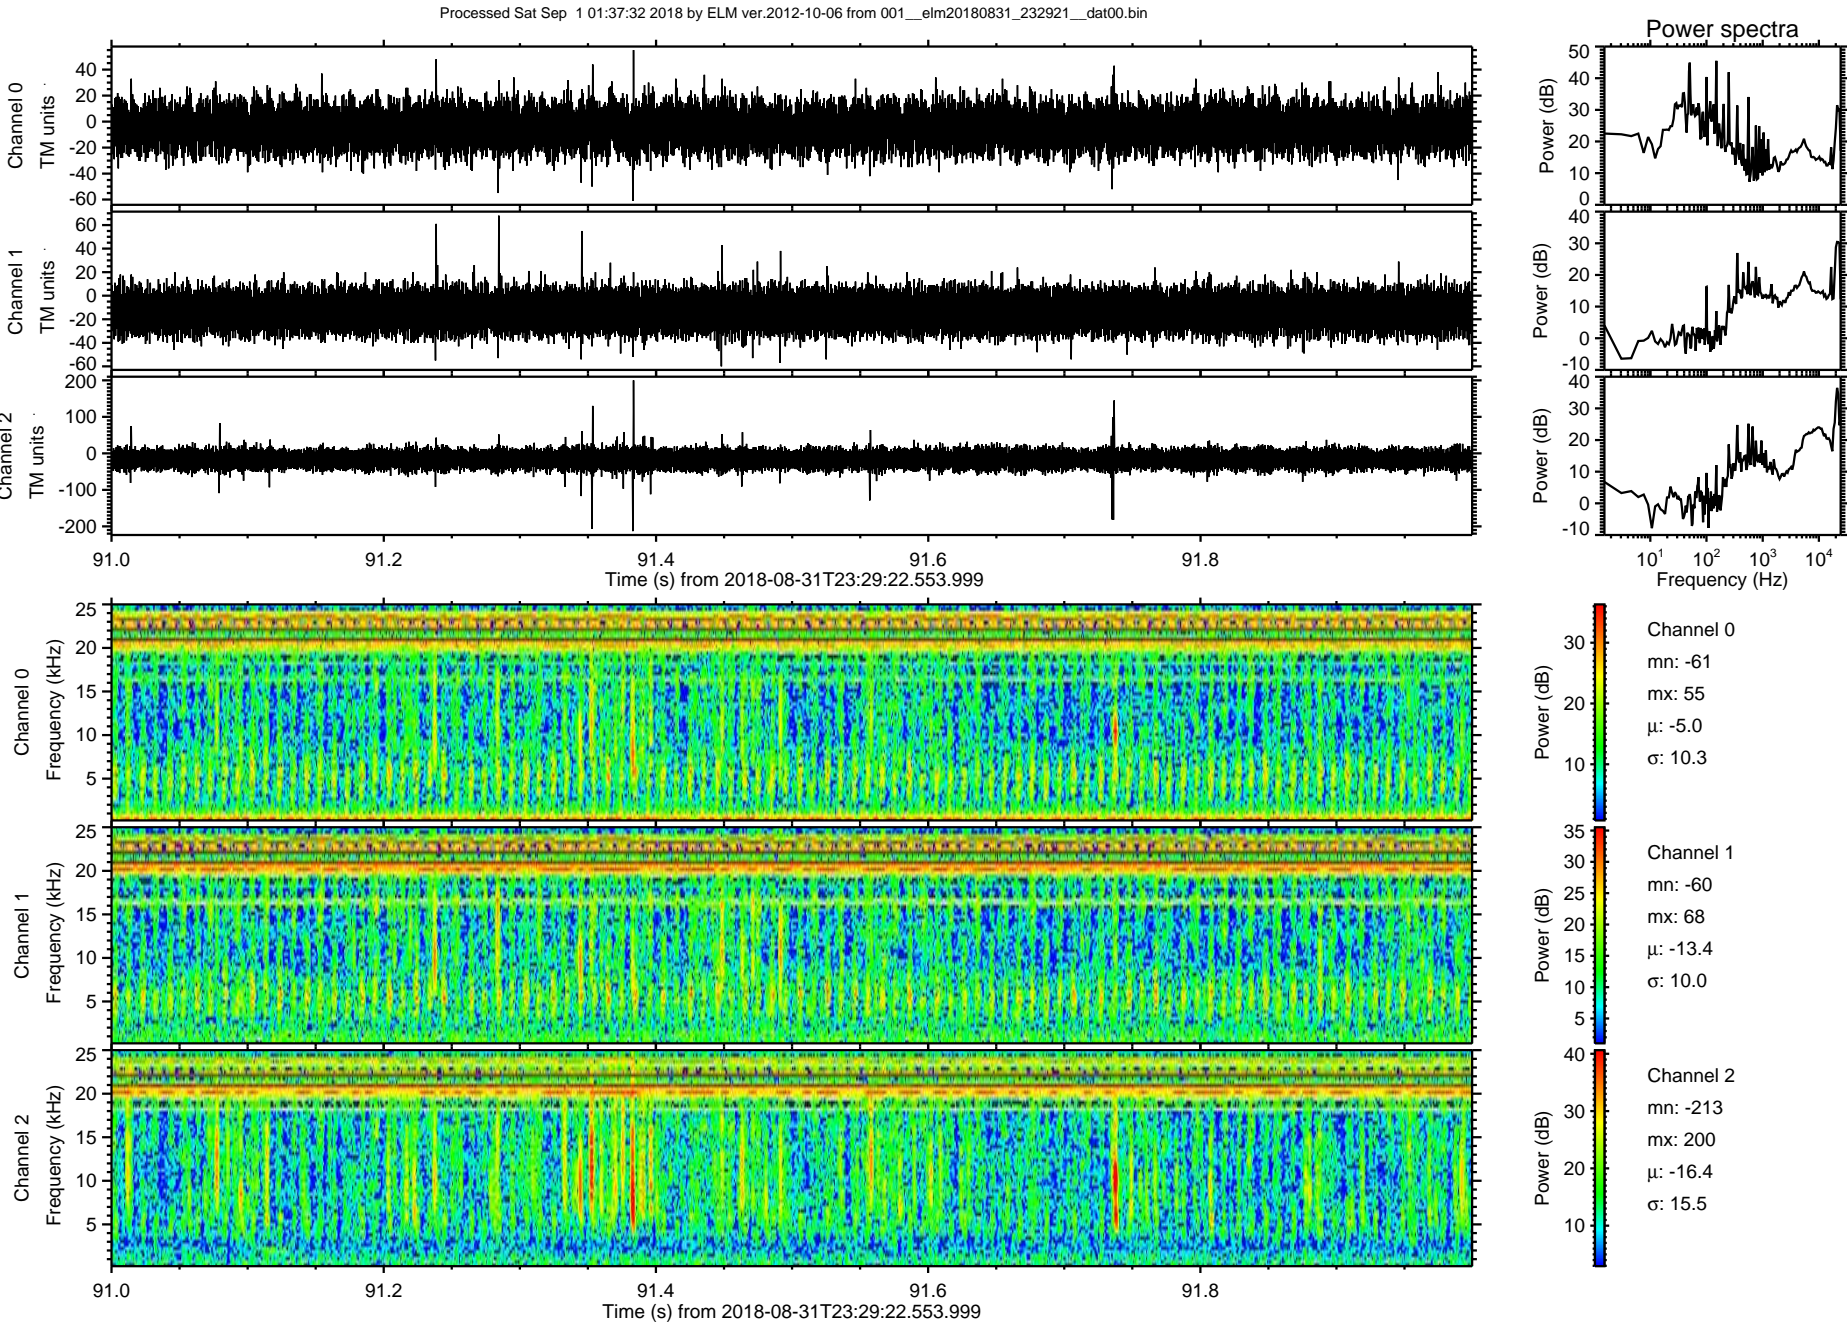 Processed Sat Sep  1 01:37:32 2018 by ELM ver.2012-10-06 from 001__elm20180831_232921__dat00.bin
Power spectra
Channel 0
TM units
40
20
0
-20
-40
-60
Power (dB)
50
40
30
20
10
0
Channel 1
TM units
60
40
20
0
-20
-40
-60
Power (dB)
40
30
20
10
0
-10
Channel 2
TM units
200
100
0
-100
-200
Power (dB)
40
30
20
10
0
-10
91.0 91.2 91.4 91.6 91.8
Time (s) from 2018-08-31T23:29:22.553.999
10¹ 10² 10³ 10⁴
Frequency (Hz)
Channel 0
Frequency (kHz)
25
20
15
10
5
Power (dB)
30
20
10
Channel 0
mn: -61
mx: 55
μ: -5.0
σ: 10.3
Channel 1
Frequency (kHz)
25
20
15
10
5
Power (dB)
35
30
25
20
15
10
5
Channel 1
mn: -60
mx: 68
μ: -13.4
σ: 10.0
Channel 2
Frequency (kHz)
25
20
15
10
5
Power (dB)
40
30
20
10
Channel 2
mn: -213
mx: 200
μ: -16.4
σ: 15.5
91.0 91.2 91.4 91.6 91.8
Time (s) from 2018-08-31T23:29:22.553.999